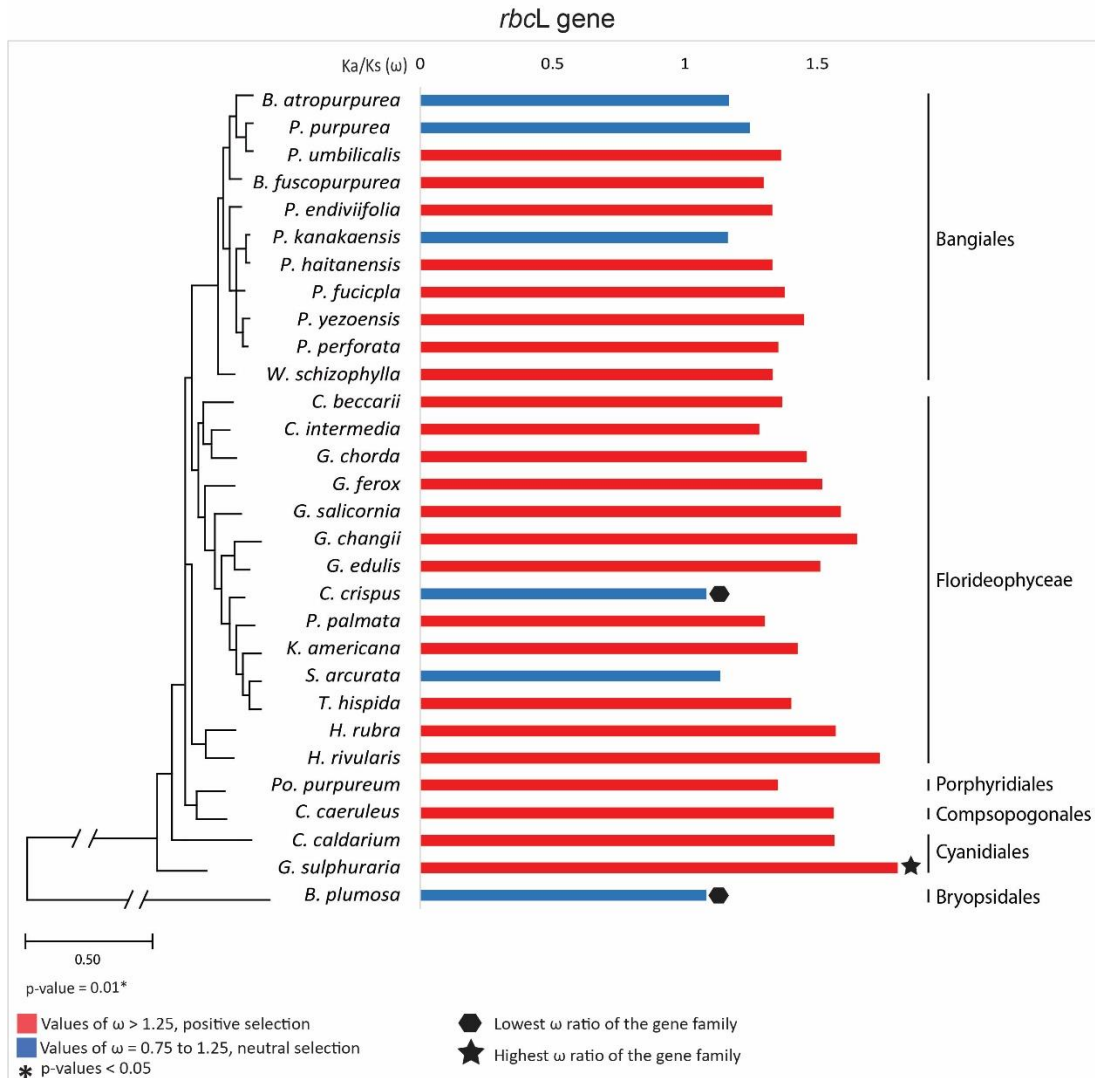 rbcL gene
Ka/Ks (ω) 0 0.5 1 1.5
B. atropurpurea
P. purpurea
P. umbilicalis
B. fuscopurpurea
P. endiviifolia
P. kanakaensis
P. haitanensis
P. fucicpla
P. yezoensis
P. perforata
W. schizophylla
Bangiales
C. beccarii
C. intermedia
G. chorda
G. ferox
G. salicornia
G. changii
G. edulis
C. crispus
P. palmata
K. americana
S. arcurata
T. hispida
H. rubra
H. rivularis
Florideophyceae
Po. purpureum
Porphyridiales
C. caeruleus
Compsopogonales
C. caldarium
G. sulphuraria
Cyanidiales
B. plumosa
Bryopsidales
0.50
p-value = 0.01*
Values of ω > 1.25, positive selection
Values of ω = 0.75 to 1.25, neutral selection
* p-values < 0.05
Lowest ω ratio of the gene family
Highest ω ratio of the gene family